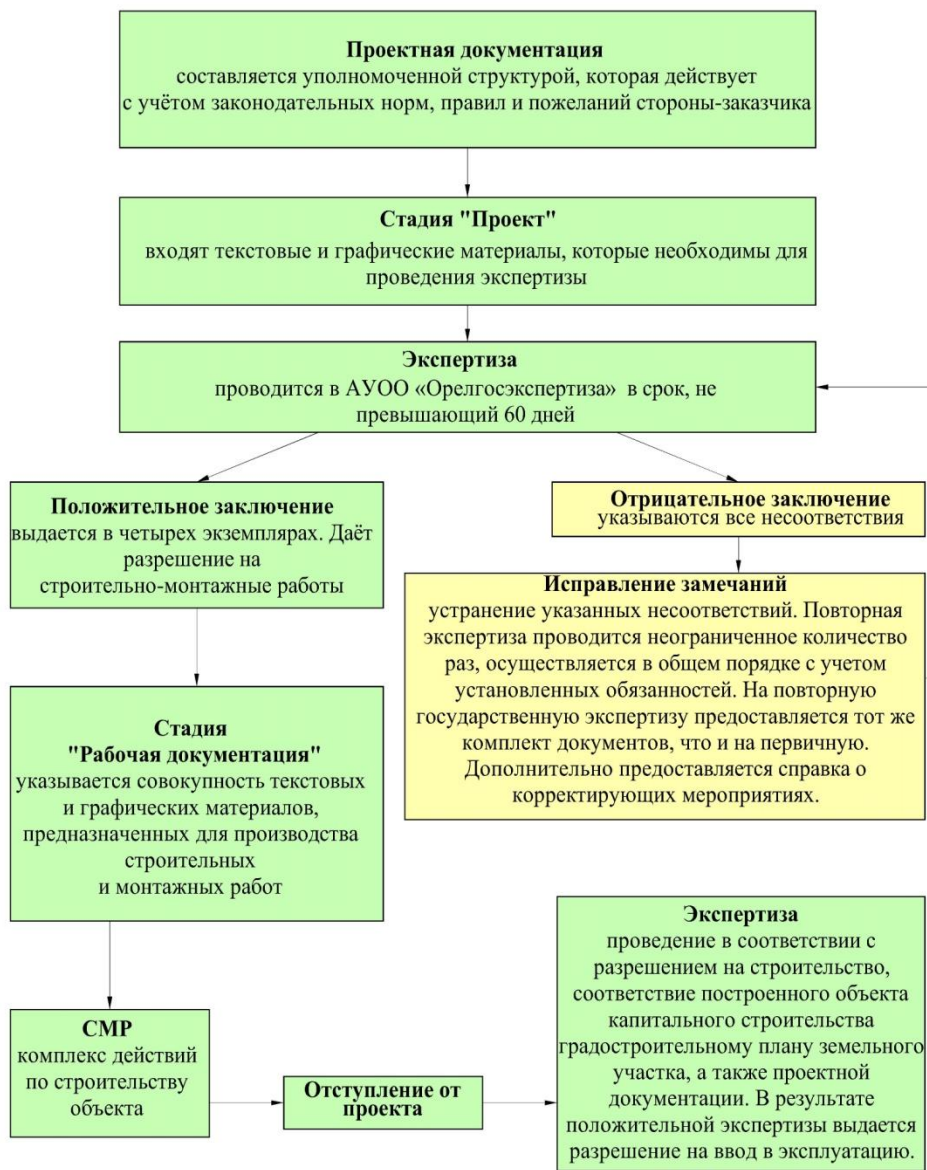 Проектная документация
составляется уполномоченной структурой, которая действует
с учётом законодательных норм, правил и пожеланий стороны-заказчика
Стадия "Проект"
входят текстовые и графические материалы, которые необходимы для
проведения экспертизы
Экспертиза
проводится в АУОО «Орелгосэкспертиза» в срок, не
превышающий 60 дней
Положительное заключение
выдается в четырех экземплярах. Даёт
разрешение на
строительно-монтажные работы
Отрицательное заключение
указываются все несоответствия
Исправление замечаний
устранение указанных несоответствий. Повторная
экспертиза проводится неограниченное количество
раз, осуществляется в общем порядке с учетом
установленных обязанностей. На повторную
государственную экспертизу предоставляется тот же
комплект документов, что и на первичную.
Дополнительно предоставляется справка о
корректирующих мероприятиях.
Стадия
"Рабочая документация"
указывается совокупность текстовых
и графических материалов,
предназначенных для производства
строительных
и монтажных работ
СМР
комплекс действий
по строительству
объекта
Отступление от
проекта
Экспертиза
проведение в соответствии с
разрешением на строительство,
соответствие построенного объекта
капитального строительства
градостроительному плану земельного
участка, а также проектной
документации. В результате
положительной экспертизы выдается
разрешение на ввод в эксплуатацию.